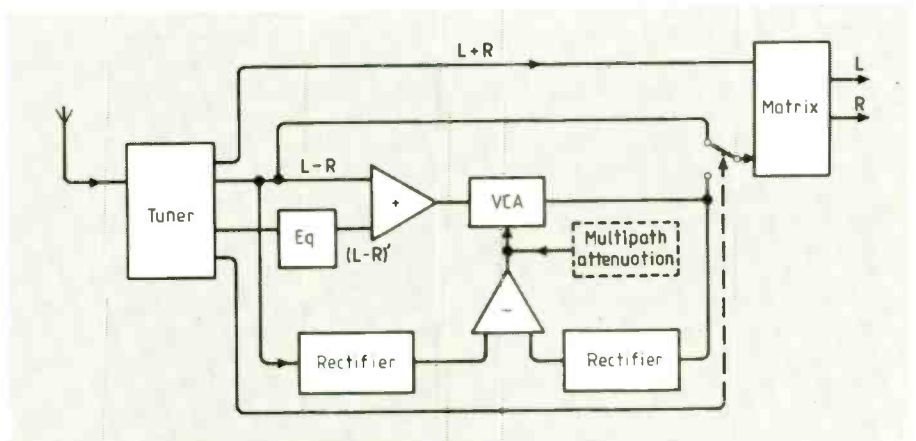 L+R
Matrix
L
R
Tuner
L-R
Eq
(L-R)'
+
VCA
Multipath
attenuation
-
Rectifier
Rectifier